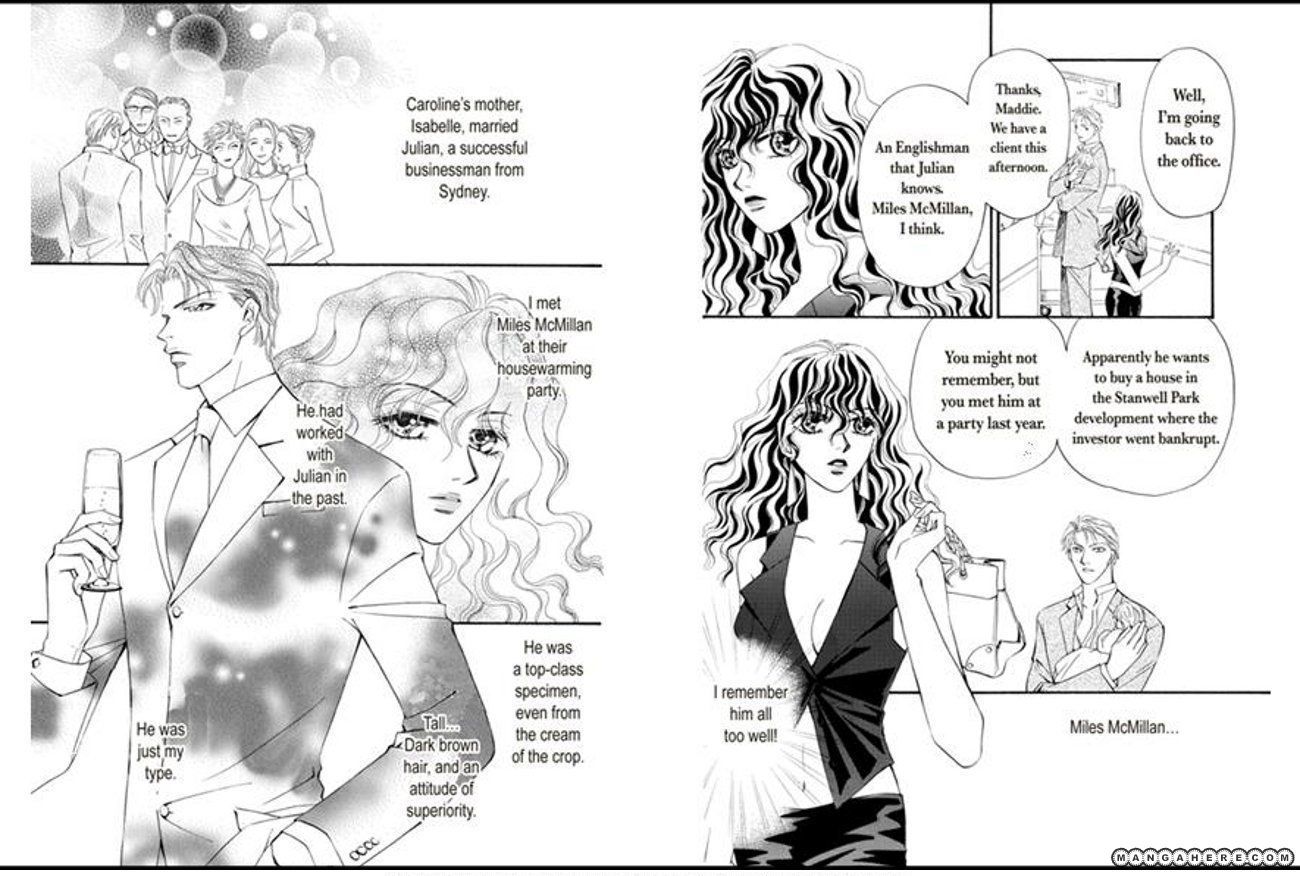 Well,
I'm going
back to
the office.
Thanks,
Maddie.
We have a
client this
afternoon.
An Englishman
that Julian
knows.
Miles McMillan,
I think.
Apparently he wants
to buy a house in
the Stanwell Park
development where the
investor went bankrupt.
You might not
remember, but
you met him at
a party last year.
Miles McMillan...
I remember
him all
too well!
Caroline's mother,
Isabelle, married
Julian, a successful
businessman from
Sydney.
I met
Miles McMillan
at their
housewarming
party.
He had
worked
with
Julian in
the past.
He was
a top-class
specimen,
even from
the cream
of the crop.
Tall...
Dark brown
hair, and an
attitude of
superiority.
He was
just my
type.
MANGAHERE.COM